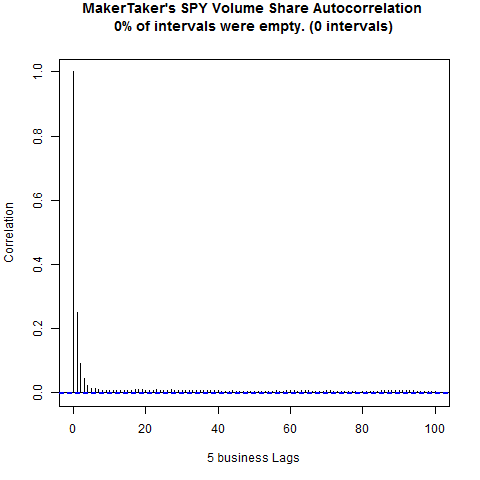 MakerTaker's SPY Volume Share Autocorrelation
0% of intervals were empty. (0 intervals)
Correlation
1.0
0.8
0.6
0.4
0.2
0.0
0 20 40 60 80 100
5 business Lags